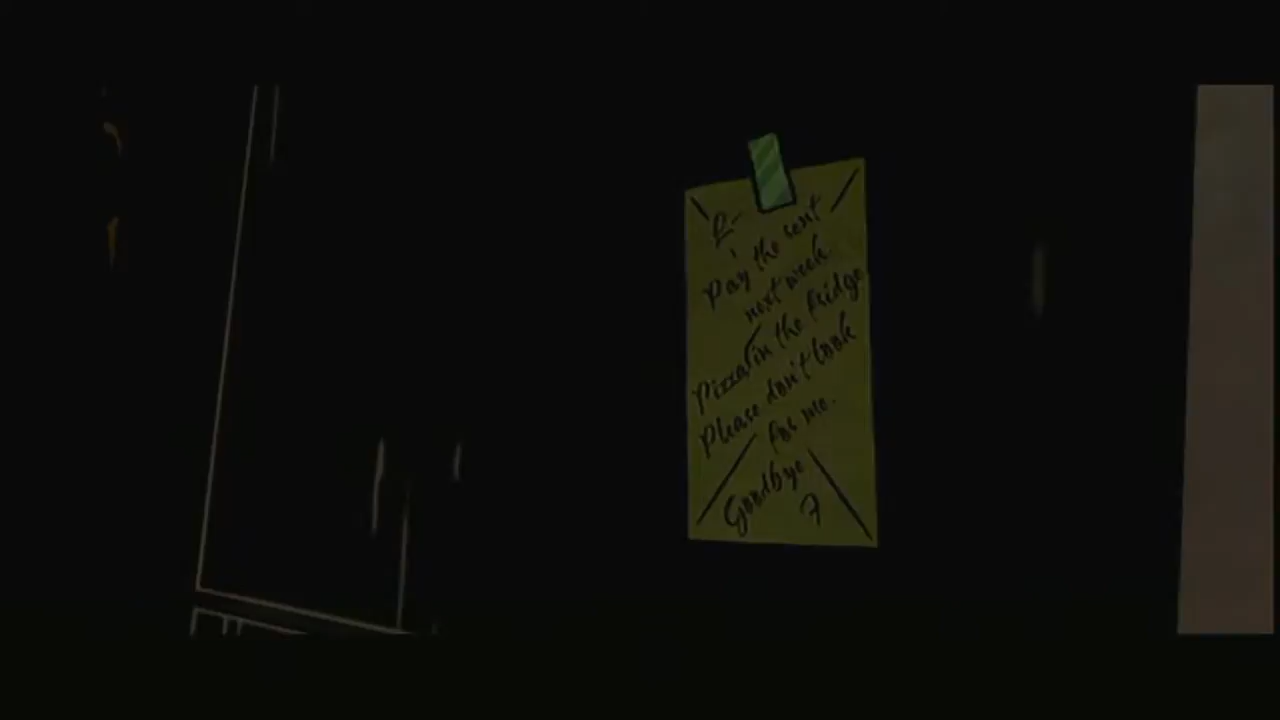 R-
Pay the rent
next week
Pizza in the fridge
Please don't look
for me.
Goodbye